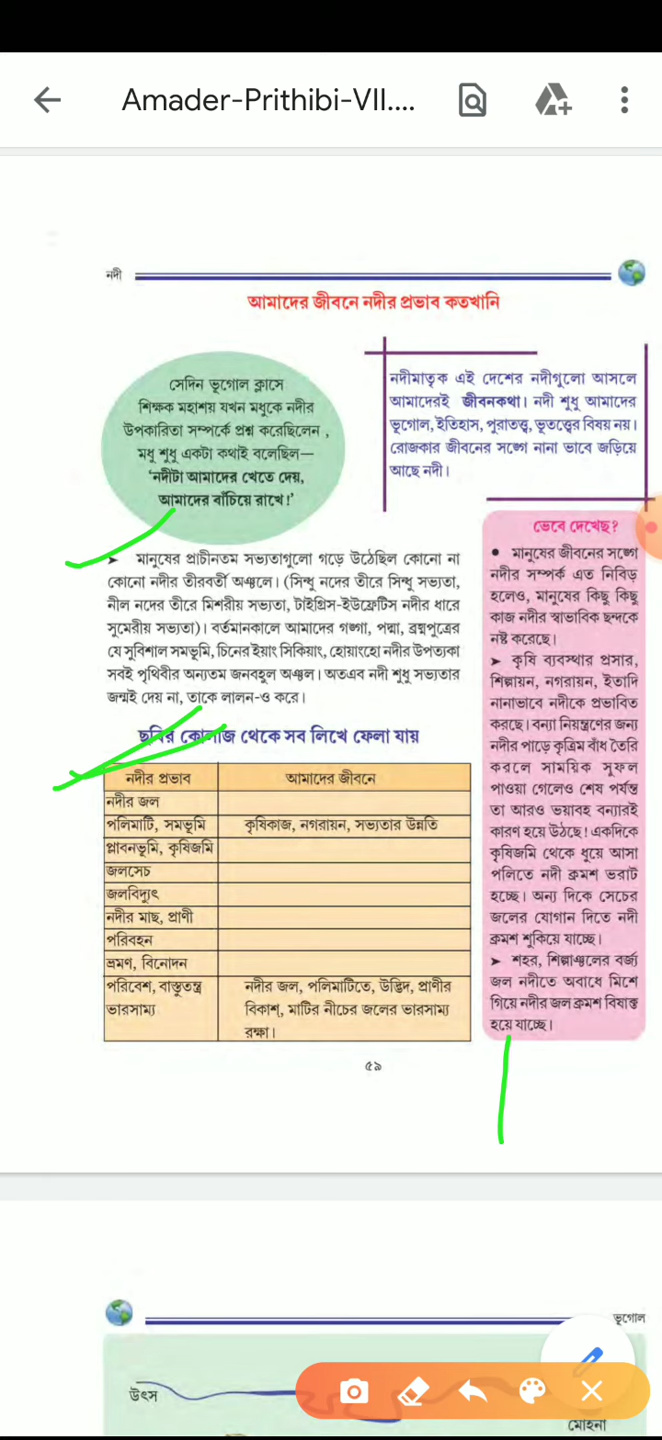 Amader-Prithibi-VII....
নদী
আমাদের জীবনে নদীর প্রভাব কতখানি
সেদিন ভূগোল ক্লাসে
শিক্ষক মহাশয় যখন মধুকে নদীর
উপকারিতা সম্পর্কে প্রশ্ন করেছিলেন ,
মধু শুধু একটা কথাই বলেছিল—
‘নদীটা আমাদের খেতে দেয়,
আমাদের বাঁচিয়ে রাখে!’
নদীমাতৃক এই দেশের নদীগুলো আসলে
আমাদেরই জীবনকথা। নদী শুধু আমাদের
ভূগোল, ইতিহাস, পুরাতত্ত্ব, ভূতত্ত্বের বিষয় নয়।
রোজকার জীবনের সঙ্গে নানা ভাবে জড়িয়ে
আছে নদী।
➤ মানুষের প্রাচীনতম সভ্যতাগুলো গড়ে উঠেছিল কোনো না
কোনো নদীর তীরবর্তী অঞ্চলে। (সিন্ধু নদের তীরে সিন্ধু সভ্যতা,
নীল নদের তীরে মিশরীয় সভ্যতা, টাইগ্রিস-ইউফ্রেটিস নদীর ধারে
সুমেরীয় সভ্যতা)। বর্তমানকালে আমাদের গঙ্গা, পদ্মা, ব্রহ্মপুত্রের
যে সুবিশাল সমভূমি, চিনের ইয়াং সিকিয়াং, হোয়াংহো নদীর উপত্যকা
সবই পৃথিবীর অন্যতম জনবহুল অঞ্চল। অতএব নদী শুধু সভ্যতার
জন্মই দেয় না, তাকে লালন-ও করে।
ছবির কোলাজ থেকে সব লিখে ফেলা যায়
নদীর প্রভাব আমাদের জীবনে
নদীর জল
পলিমাটি, সমভূমি কৃষিকাজ, নগরায়ন, সভ্যতার উন্নতি
প্লাবনভূমি, কৃষিজমি
জলসেচ
জলবিদ্যুৎ
নদীর মাছ, প্রাণী
পরিবহন
ভ্রমণ, বিনোদন
পরিবেশ, বাস্তুতন্ত্র নদীর জল, পলিমাটিতে, উদ্ভিদ, প্রাণীর
ভারসাম্য বিকাশ, মাটির নীচের জলের ভারসাম্য
রক্ষা।
ভেবে দেখেছ?
● মানুষের জীবনের সঙ্গে
নদীর সম্পর্ক এত নিবিড়
হলেও, মানুষের কিছু কিছু
কাজ নদীর স্বাভাবিক ছন্দকে
নষ্ট করেছে।
➤ কৃষি ব্যবস্থার প্রসার,
শিল্পায়ন, নগরায়ন, ইত্যাদি
নানাভাবে নদীকে প্রভাবিত
করছে। বন্যা নিয়ন্ত্রণের জন্য
নদীর পাড়ে কৃত্রিম বাঁধ তৈরি
করলে সাময়িক সুফল
পাওয়া গেলেও শেষ পর্যন্ত
তা আরও ভয়াবহ বন্যারই
কারণ হয়ে উঠছে! একদিকে
কৃষিজমি থেকে ধুয়ে আসা
পলিতে নদী ক্রমশ ভরাট
হচ্ছে। অন্য দিকে সেচের
জলের যোগান দিতে নদী
ক্রমশ শুকিয়ে যাচ্ছে।
➤ শহর, শিল্পাঞ্চলের বর্জ্য
জল নদীতে অবাধে মিশে
গিয়ে নদীর জল ক্রমশ বিষাক্ত
হয়ে যাচ্ছে।
৫৯
ভূগোল
উৎস
মোহনা